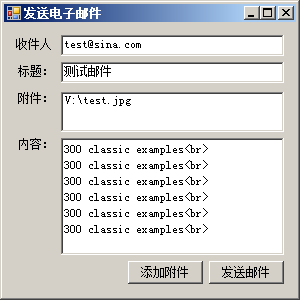 发送电子邮件
收件人 test@sina.com
标题: 测试邮件
附件: V:\test.jpg
内容: 300 classic examples<br>
300 classic examples<br>
300 classic examples<br>
300 classic examples<br>
300 classic examples<br>
300 classic examples<br>
添加附件 发送邮件